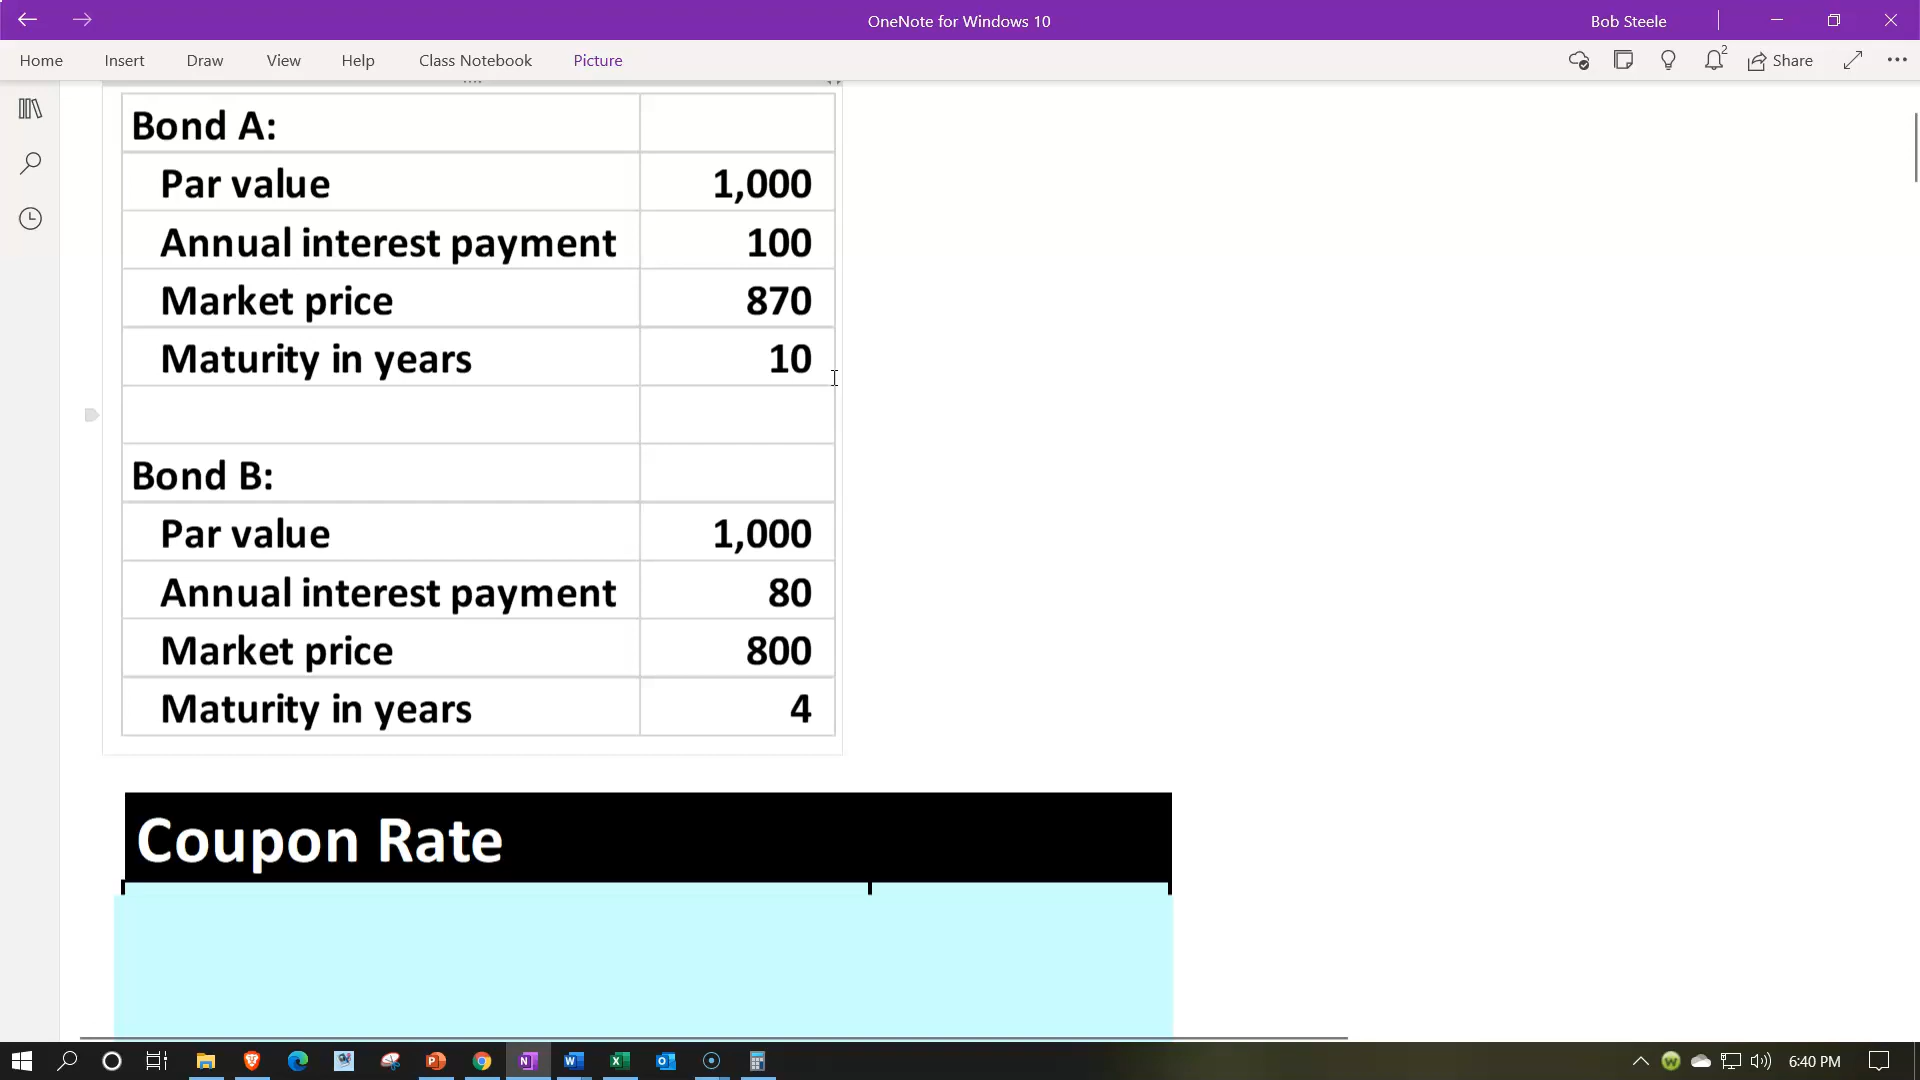 OneNote for Windows 10
Bob Steele
Home Insert Draw View Help Class Notebook Picture
2
Share
Bond A:
Par value 1,000
Annual interest payment 100
Market price 870
Maturity in years 10
Bond B:
Par value 1,000
Annual interest payment 80
Market price 800
Maturity in years 4
Coupon Rate
6:40 PM